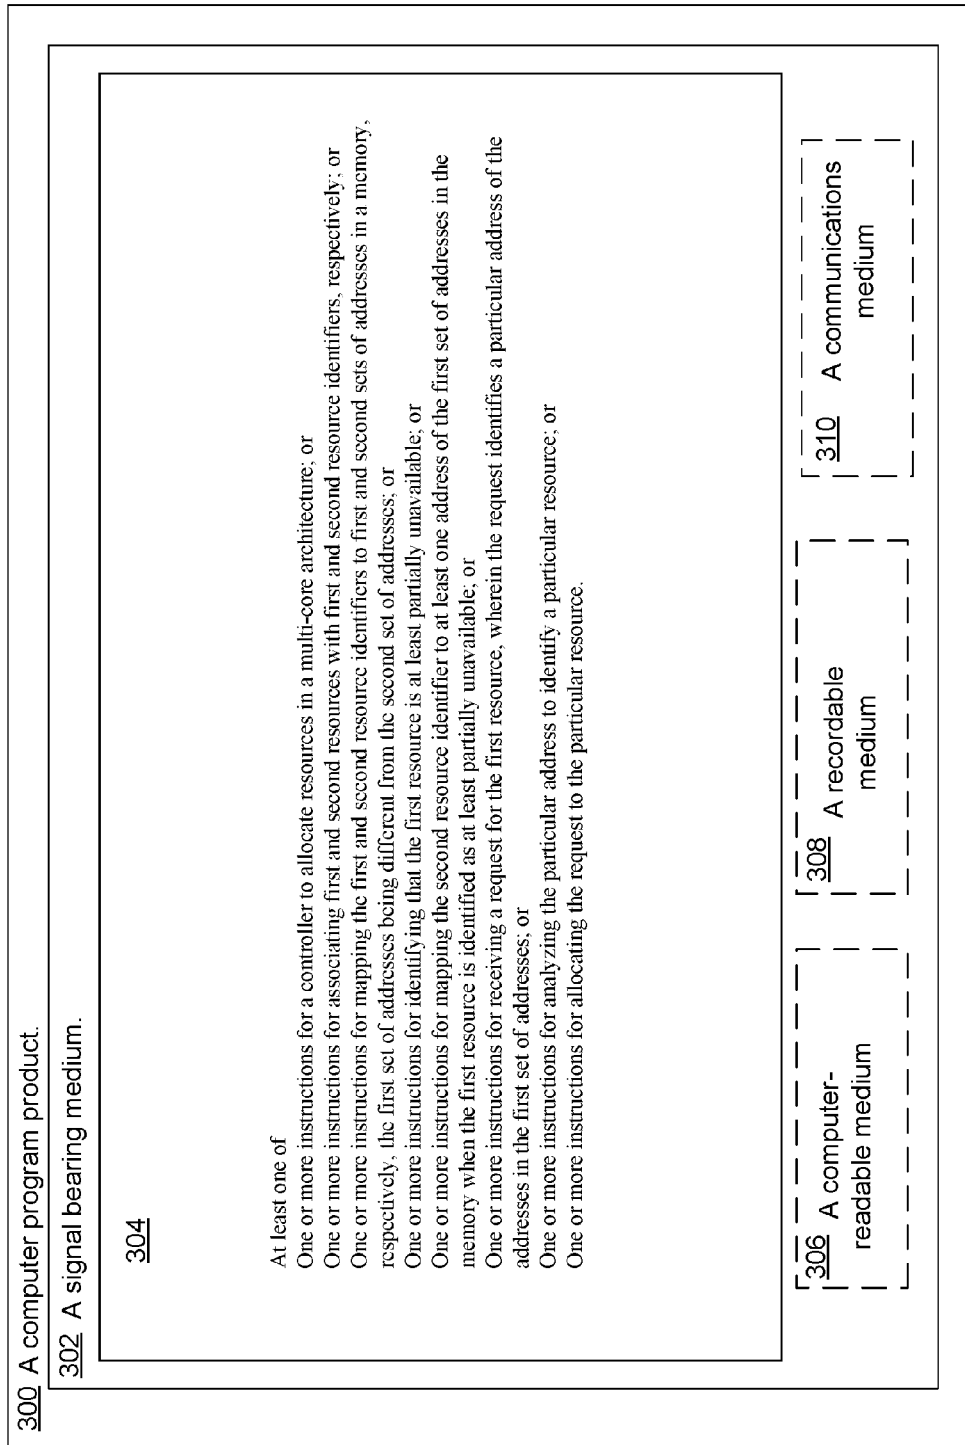 300 A computer program product.
302 A signal bearing medium.
304
At least one of
One or more instructions for a controller to allocate resources in a multi-core architecture; or
One or more instructions for associating first and second resources with first and second resource identifiers, respectively; or
One or more instructions for mapping the first and second resource identifiers to first and second sets of addresses in a memory,
respectively, the first set of addresses being different from the second set of addresses; or
One or more instructions for identifying that the first resource is at least partially unavailable; or
One or more instructions for mapping the second resource identifier to at least one address of the first set of addresses in the
memory when the first resource is identified as at least partially unavailable; or
One or more instructions for receiving a request for the first resource, wherein the request identifies a particular address of the
addresses in the first set of addresses; or
One or more instructions for analyzing the particular address to identify a particular resource; or
One or more instructions for allocating the request to the particular resource.
306 A computer-
readable medium
308 A recordable
medium
310 A communications
medium